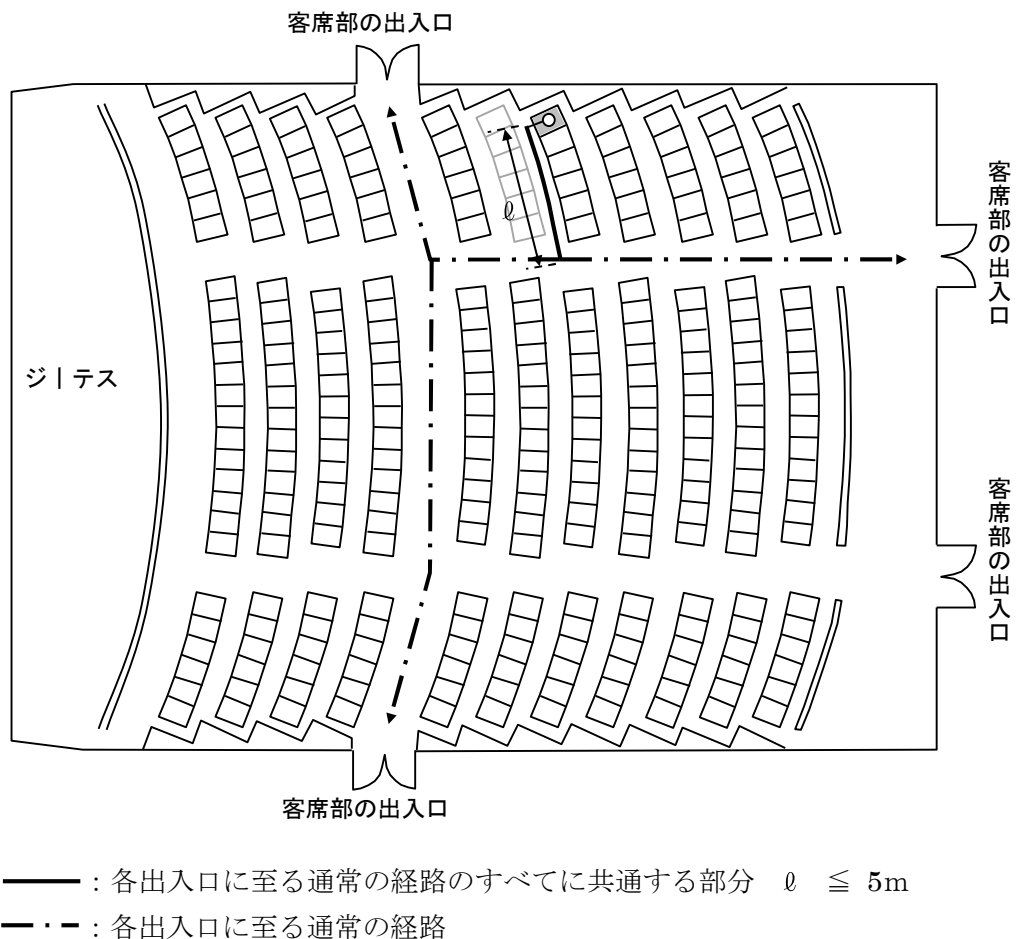 客席部の出入口
客席部の出入口
ℓ
ジーテス
客席部の出入口
客席部の出入口
：各出入口に至る通常の経路のすべてに共通する部分　ℓ　≦ 5m
：各出入口に至る通常の経路